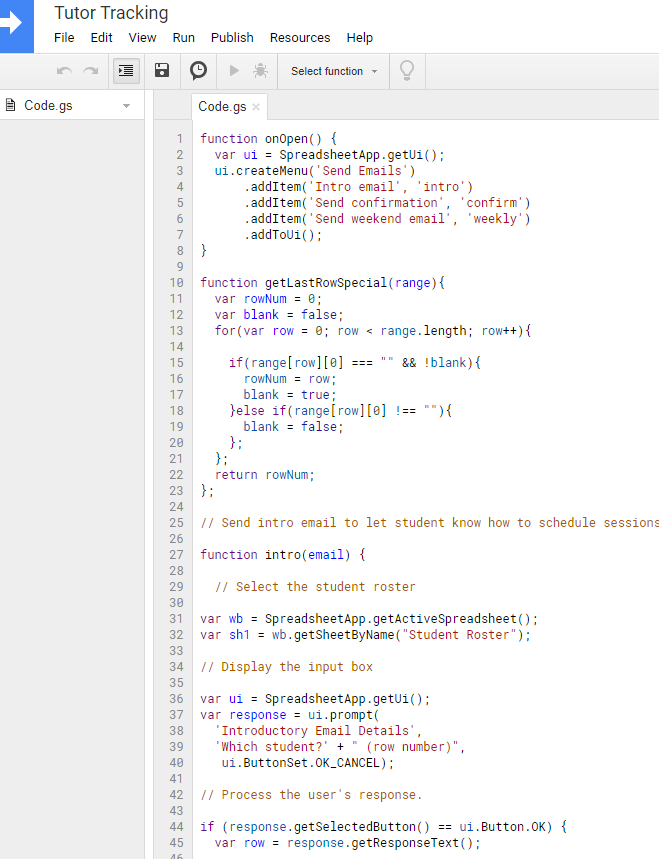 Tutor Tracking
File Edit View Run Publish Resources Help
Select function
Code.gs
Code.gs
1 function onOpen() {
2   var ui = SpreadsheetApp.getUi();
3   ui.createMenu('Send Emails')
4       .addItem('Intro email', 'intro')
5       .addItem('Send confirmation', 'confirm')
6       .addItem('Send weekend email', 'weekly')
7       .addToUi();
8 }
9
10 function getLastRowSpecial(range){
11   var rowNum = 0;
12   var blank = false;
13   for(var row = 0; row < range.length; row++){
14
15     if(range[row][0] === "" && !blank){
16       rowNum = row;
17       blank = true;
18     }else if(range[row][0] !== ""){
19       blank = false;
20     };
21   };
22   return rowNum;
23 };
24
25 // Send intro email to let student know how to schedule sessions
26
27 function intro(email) {
28
29   // Select the student roster
30
31 var wb = SpreadsheetApp.getActiveSpreadsheet();
32 var sh1 = wb.getSheetByName("Student Roster");
33
34 // Display the input box
35
36 var ui = SpreadsheetApp.getUi();
37 var response = ui.prompt(
38   'Introductory Email Details',
39   'Which student?' + " (row number)",
40    ui.ButtonSet.OK_CANCEL);
41
42 // Process the user's response.
43
44 if (response.getSelectedButton() == ui.Button.OK) {
45   var row = response.getResponseText();
46